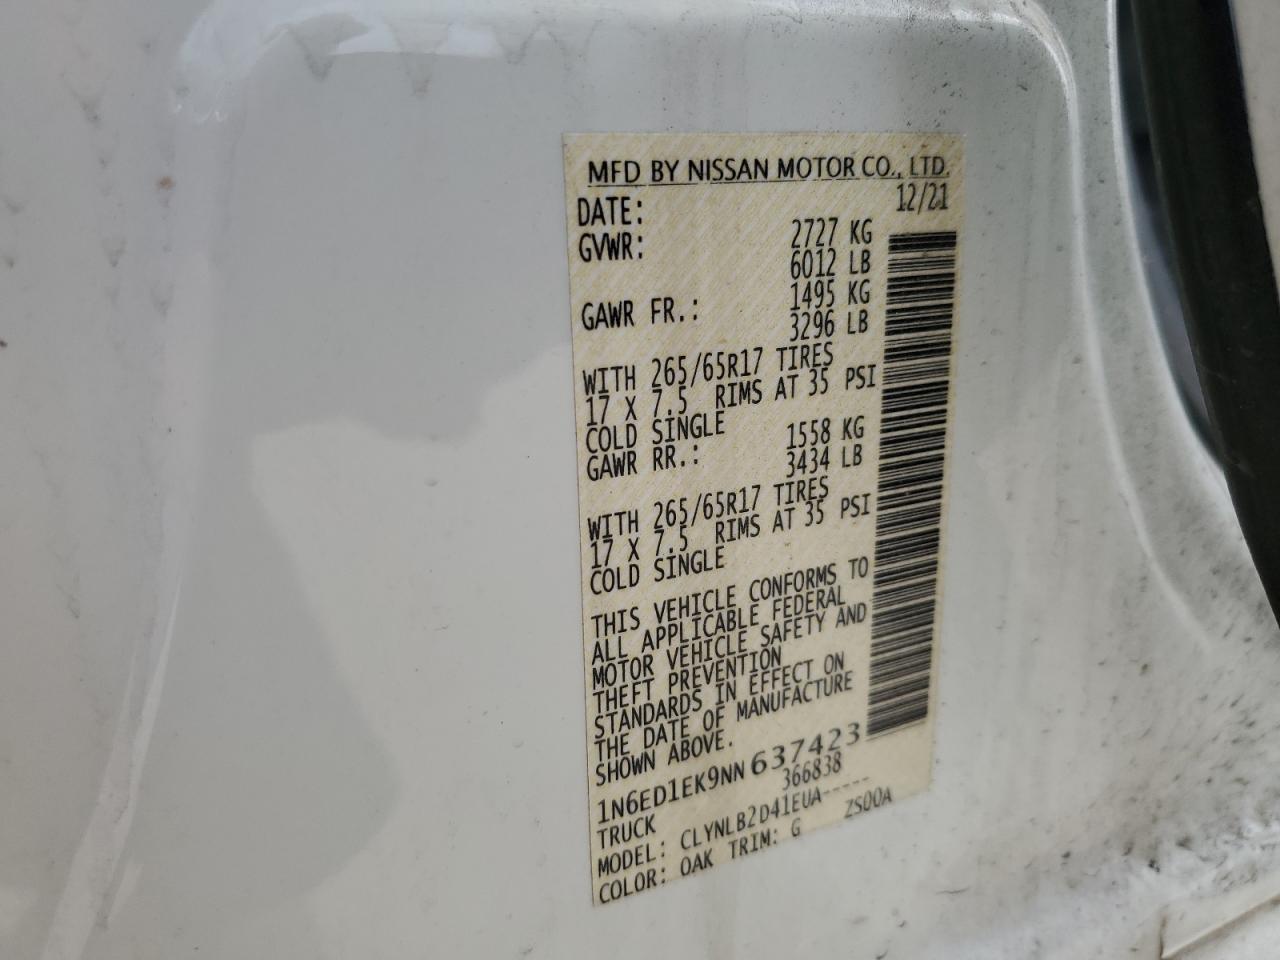 MFD BY NISSAN MOTOR CO., LTD.
DATE: 12/21
GVWR: 2727 KG
6012 LB
GAWR FR.: 1495 KG
3296 LB
WITH 265/65R17 TIRES
17 X 7.5 RIMS AT 35 PSI
COLD SINGLE
GAWR RR.: 1558 KG
3434 LB
WITH 265/65R17 TIRES
17 X 7.5 RIMS AT 35 PSI
COLD SINGLE
THIS VEHICLE CONFORMS TO
ALL APPLICABLE FEDERAL
MOTOR VEHICLE SAFETY AND
THEFT PREVENTION
STANDARDS IN EFFECT ON
THE DATE OF MANUFACTURE
SHOWN ABOVE.
1N6ED1EK9NN 637423
TRUCK 366838
MODEL: CLYNLB2D41EUA-----
COLOR: OAK TRIM: G ZS00A